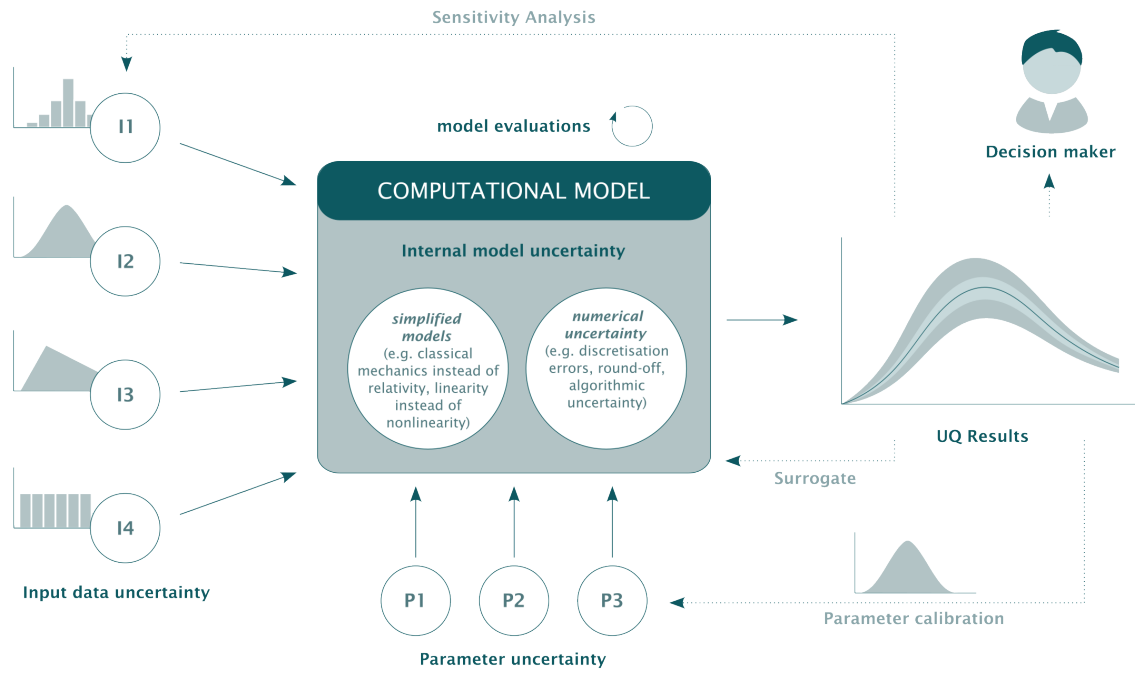 Sensitivity Analysis
I1
model evaluations
Decision maker
COMPUTATIONAL MODEL
Internal model uncertainty
I2
simplified
models
(e.g. classical
mechanics instead of
relativity, linearity
instead of
nonlinearity)
numerical
uncertainty
(e.g. discretisation
errors, round-off,
algorithmic
uncertainty)
I3
UQ Results
Surrogate
I4
Input data uncertainty
P1
P2
P3
Parameter calibration
Parameter uncertainty